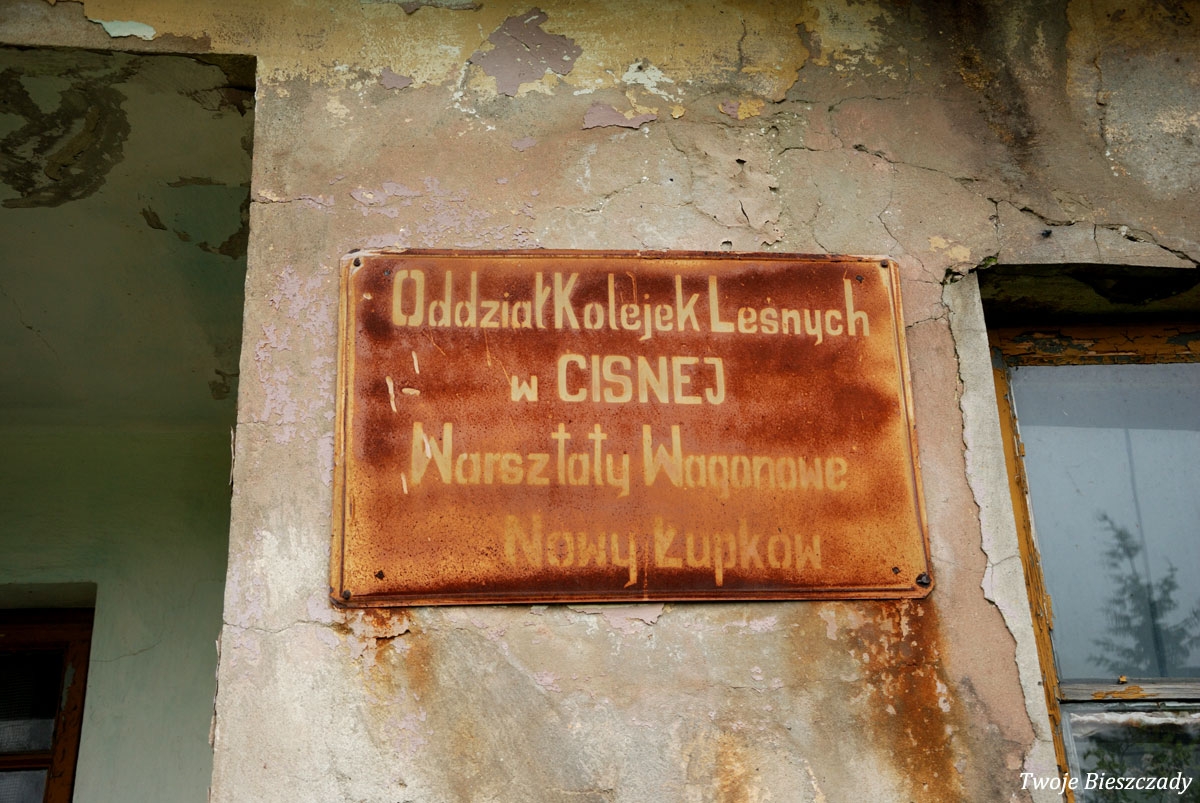 Oddział Kolejek Leśnych
w CISNEJ
Warsztaty Wagonowe
Nowy Łupków
Twoje Bieszczady